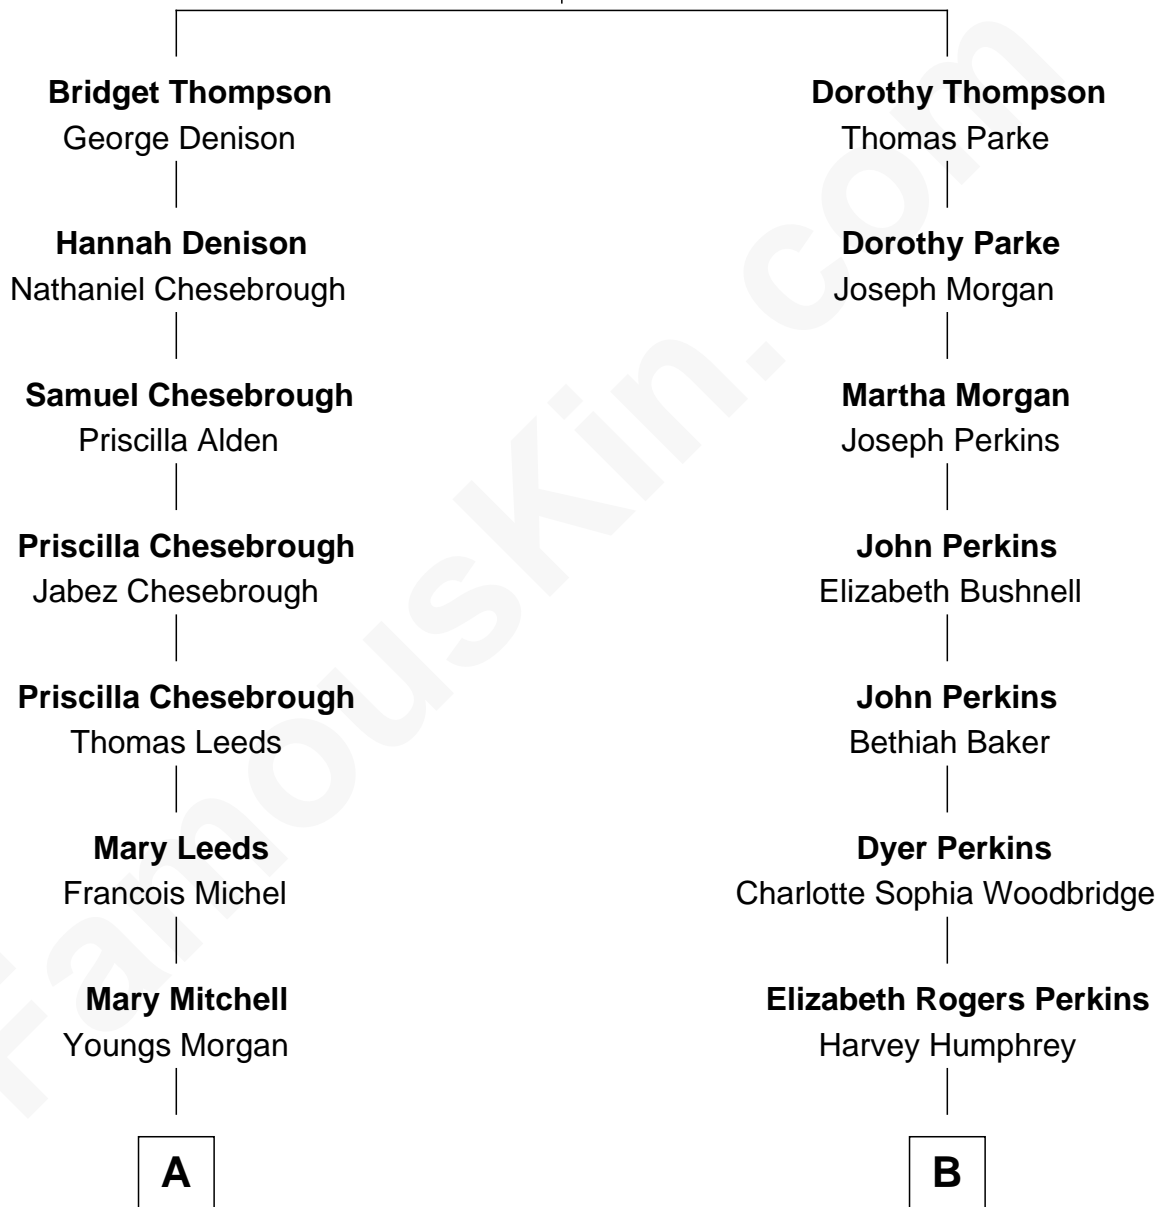 Bridget Thompson
George Denison
Dorothy Thompson
Thomas Parke
Hannah Denison
Nathaniel Chesebrough
Dorothy Parke
Joseph Morgan
Samuel Chesebrough
Priscilla Alden
Martha Morgan
Joseph Perkins
Priscilla Chesebrough
Jabez Chesebrough
John Perkins
Elizabeth Bushnell
Priscilla Chesebrough
Thomas Leeds
John Perkins
Bethiah Baker
Mary Leeds
Francois Michel
Dyer Perkins
Charlotte Sophia Woodbridge
Mary Mitchell
Youngs Morgan
Elizabeth Rogers Perkins
Harvey Humphrey
A
B
FamousKin.com